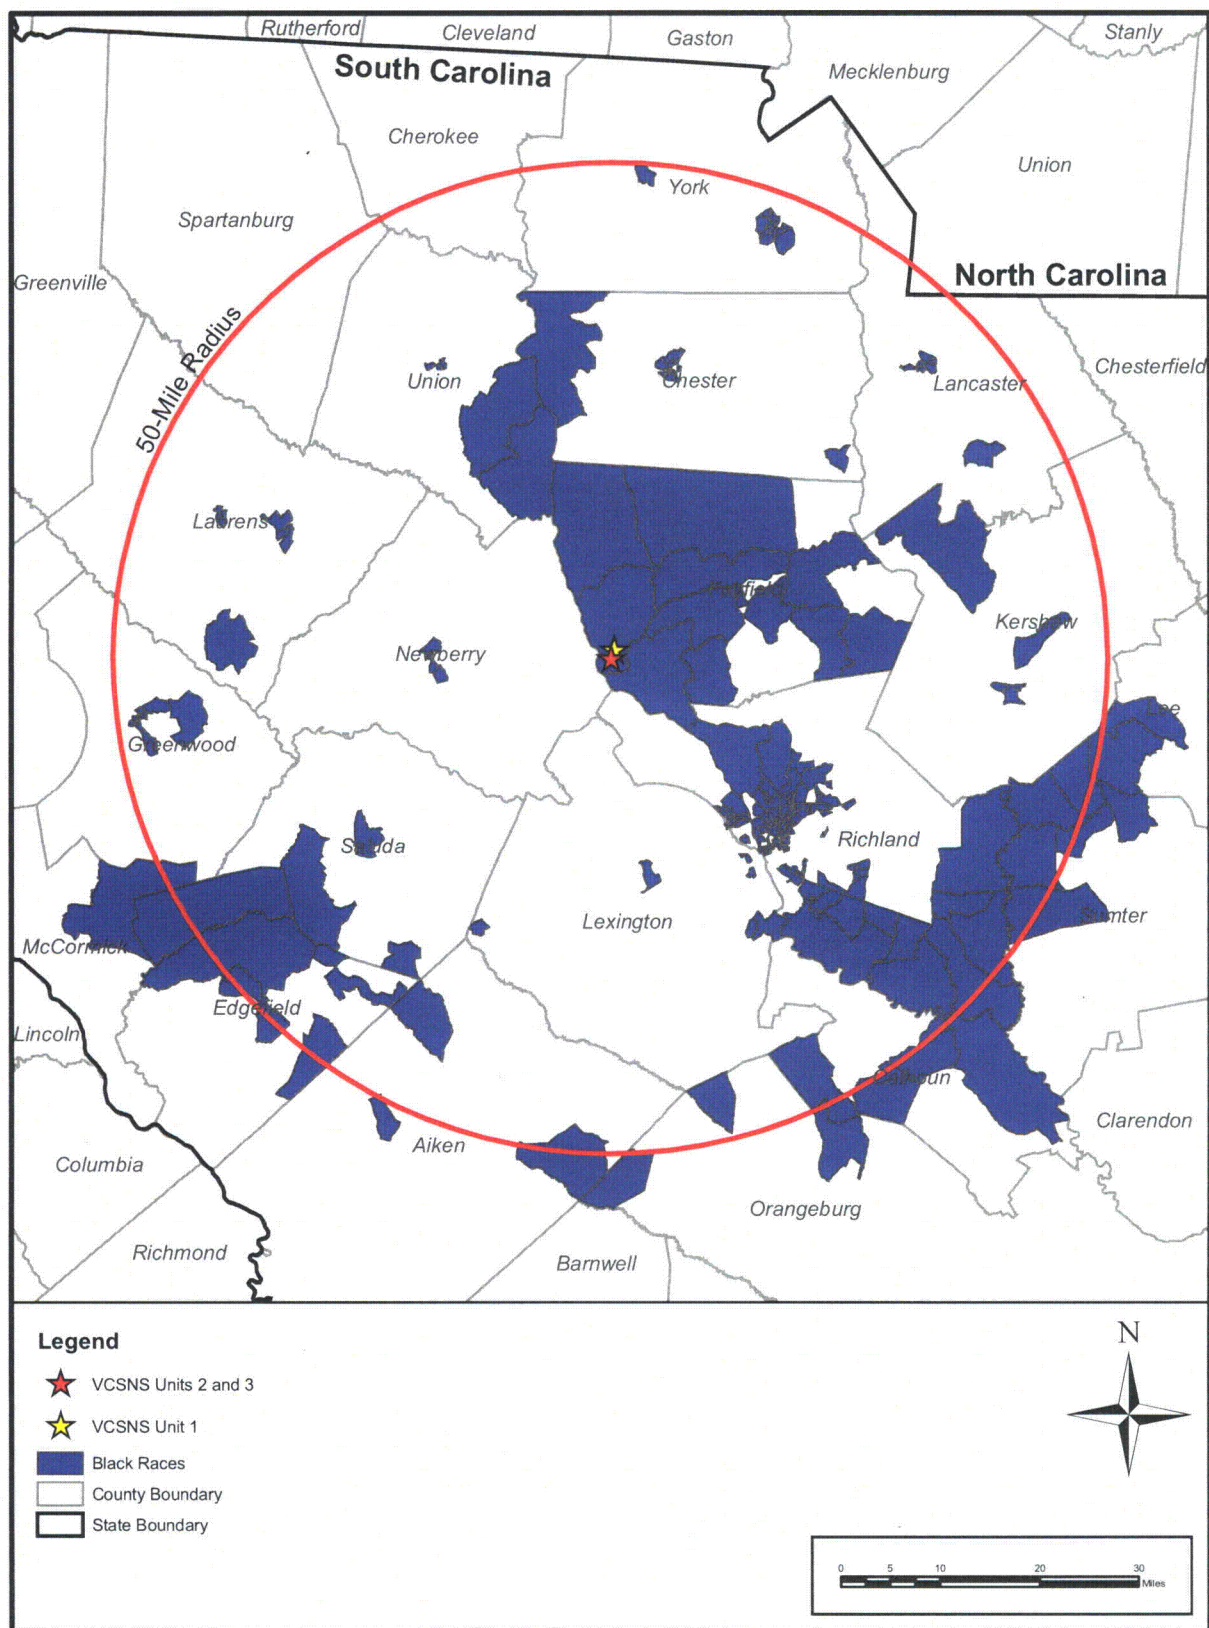 Rutherford
Cleveland
Gaston
Stanly
South Carolina
Mecklenburg
Cherokee
Union
York
Spartanburg
North Carolina
Greenville
50-Mile Radius
Union
Chester
Lancaster
Chesterfield
Laurens
Fairfield
Kershaw
Newberry
Lee
Greenwood
Saluda
Richland
Lexington
Sumter
McCormick
Edgefield
Lincoln
Calhoun
Clarendon
Aiken
Columbia
Orangeburg
Richmond
Barnwell
Legend
N
VCSNS Units 2 and 3
VCSNS Unit 1
Black Races
County Boundary
State Boundary
0 5 10 20 30
Miles